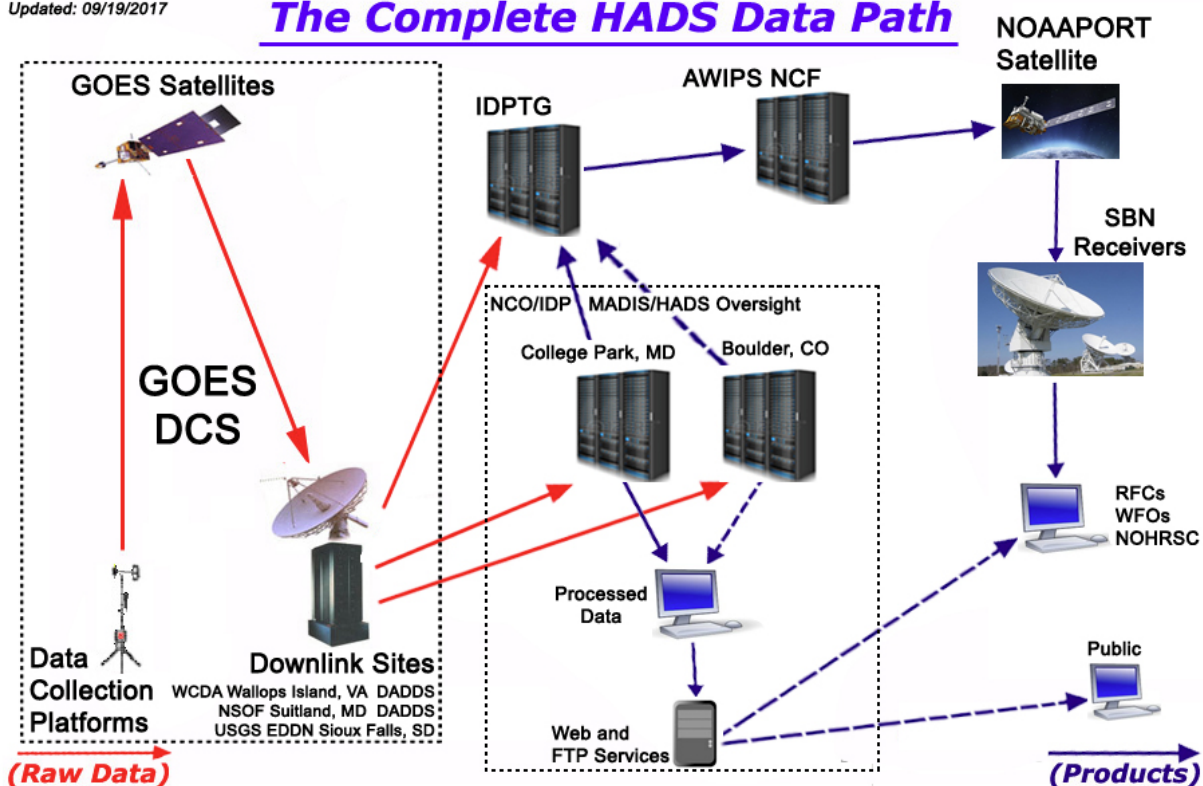 Updated: 09/19/2017
The Complete HADS Data Path
NOAAPORT
Satellite
GOES Satellites
IDPTG
AWIPS NCF
SBN
Receivers
NCO/IDP MADIS/HADS Oversight
College Park, MD
Boulder, CO
GOES
DCS
RFCs
WFOs
NOHRSC
Processed
Data
Data
Collection
Platforms
Downlink Sites
WCDA Wallops Island, VA DADDS
NSOF Suitland, MD DADDS
USGS EDDN Sioux Falls, SD
Public
Web and
FTP Services
(Raw Data)
(Products)